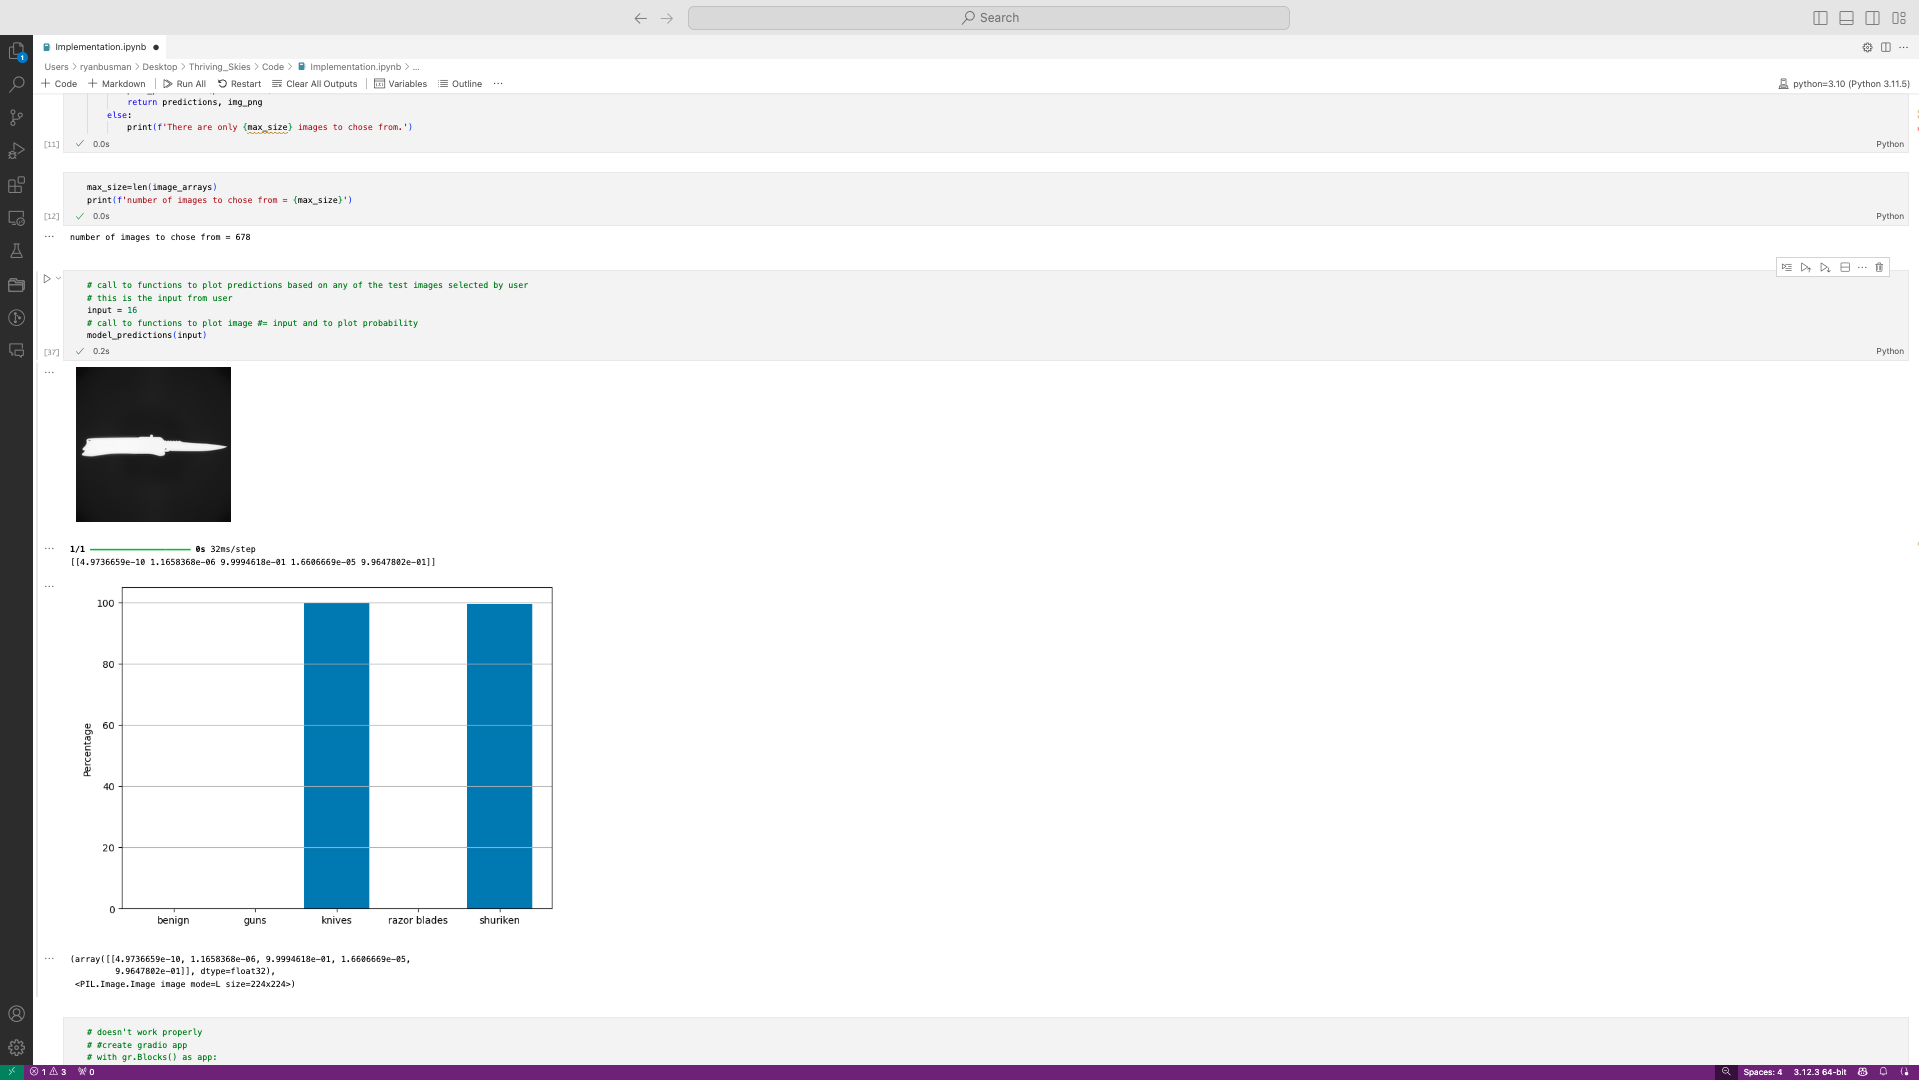 Search
Implementation.ipynb
Users > ryanbusman > Desktop > Thriving_Skies > Code > Implementation.ipynb > ...
+ Code + Markdown Run All Restart Clear All Outputs Variables Outline ... python=3.10 (Python 3.11.5)
return predictions, img_png
else:
print(f'There are only {max_size} images to chose from.')
[11] 0.0s Python
max_size=len(image_arrays)
print(f'number of images to chose from = {max_size}')
[12] 0.0s Python
number of images to chose from = 678
# call to functions to plot predictions based on any of the test images selected by user
# this is the input from user
input = 16
# call to functions to plot image #= input and to plot probability
model_predictions(input)
[37] 0.2s Python
1/1 0s 32ms/step
[[4.9736659e-10 1.1658368e-06 9.9994618e-01 1.6606669e-05 9.9647802e-01]]
100
80
60
40
20
0
Percentage
benign guns knives razor blades shuriken
(array([[4.9736659e-10, 1.1658368e-06, 9.9994618e-01, 1.6606669e-05,
9.9647802e-01]], dtype=float32),
<PIL.Image.Image image mode=L size=224x224>)
# doesn't work properly
# #create gradio app
# with gr.Blocks() as app:
1 3 0 Spaces: 4 3.12.3 64-bit